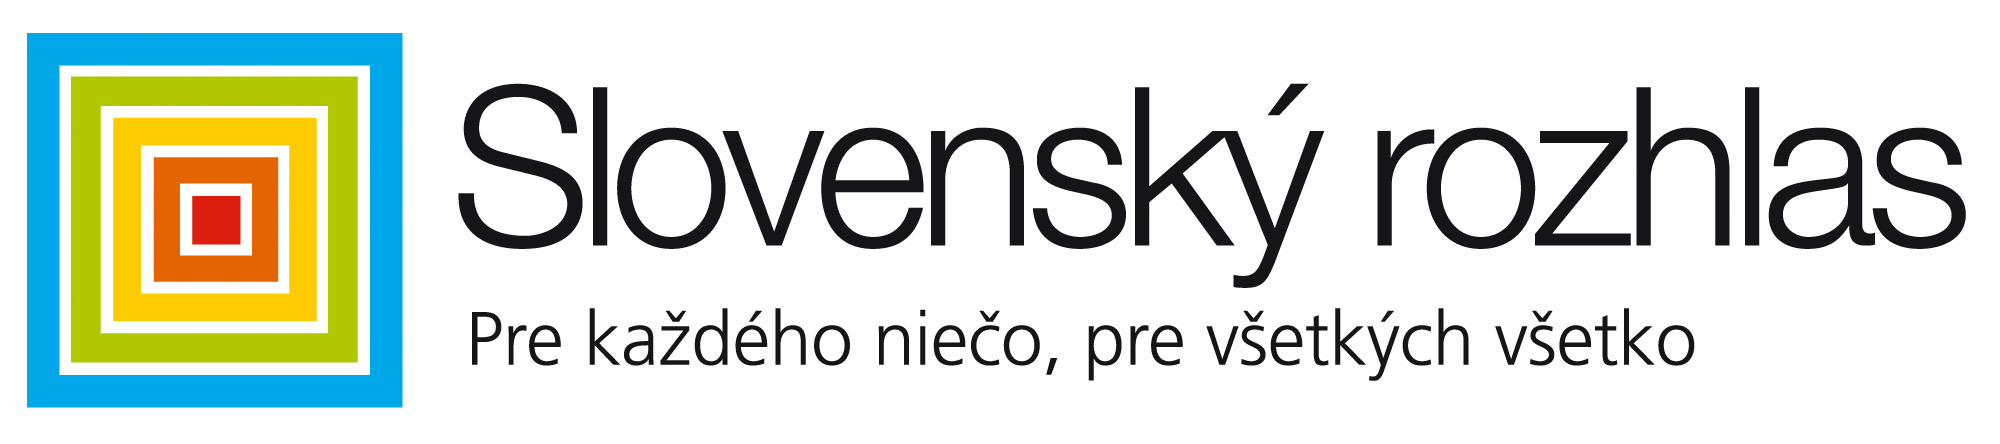 Slovenský rozhlas
Pre každého niečo, pre všetkých všetko